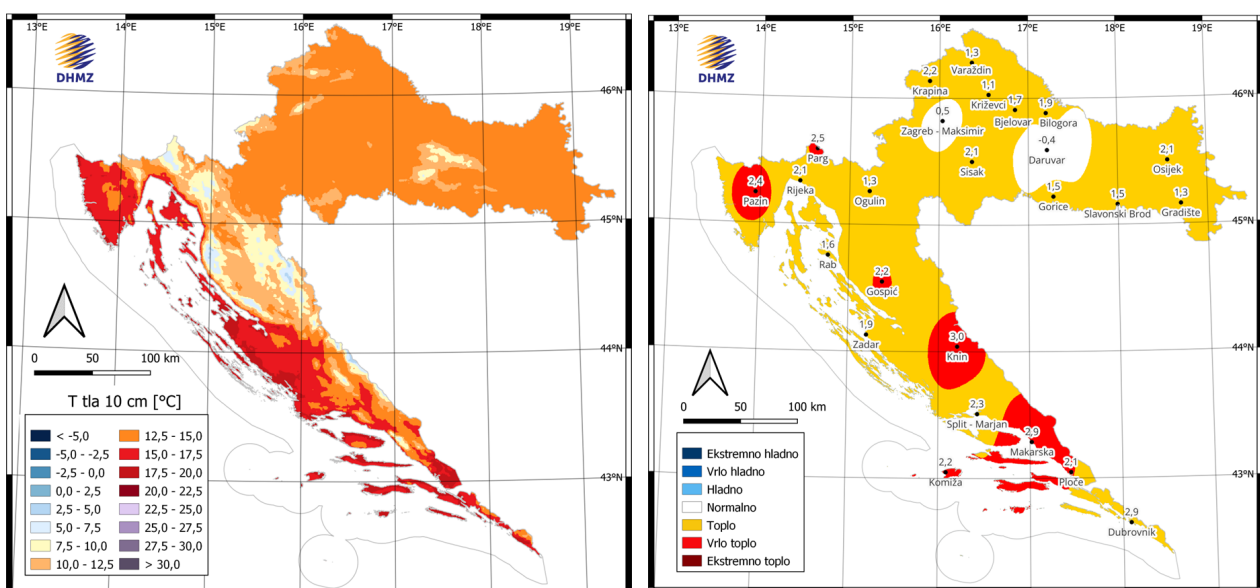 13°E 14°E 15°E 16°E 17°E 18°E 19°E
DHMZ
46°N
45°N
44°N
43°N
0 50 100 km
T tla 10 cm [°C]
< -5,0
-5,0 - -2,5
-2,5 - 0,0
0,0 - 2,5
2,5 - 5,0
5,0 - 7,5
7,5 - 10,0
10,0 - 12,5
12,5 - 15,0
15,0 - 17,5
17,5 - 20,0
20,0 - 22,5
22,5 - 25,0
25,0 - 27,5
27,5 - 30,0
> 30,0
13°E 14°E 15°E 16°E 17°E 18°E 19°E
DHMZ
1,3
Varaždin
2,2
Krapina
1,1
Križevci
46°N
1,7
Bjelovar
1,9
Bilogora
0,5
Zagreb - Maksimir
-0,4
Daruvar
2,5
Parg
2,1
Sisak
2,1
Osijek
2,4
Pazin
2,1
Rijeka
1,3
Ogulin
1,5
Gorice
1,5
Slavonski Brod
1,3
Gradište
45°N
1,6
Rab
2,2
Gospić
1,9
Zadar
3,0
Knin
44°N
2,3
Split - Marjan
2,9
Makarska
2,2
Komiža
2,1
Ploče
43°N
2,9
Dubrovnik
0 50 100 km
Ekstremno hladno
Vrlo hladno
Hladno
Normalno
Toplo
Vrlo toplo
Ekstremno toplo